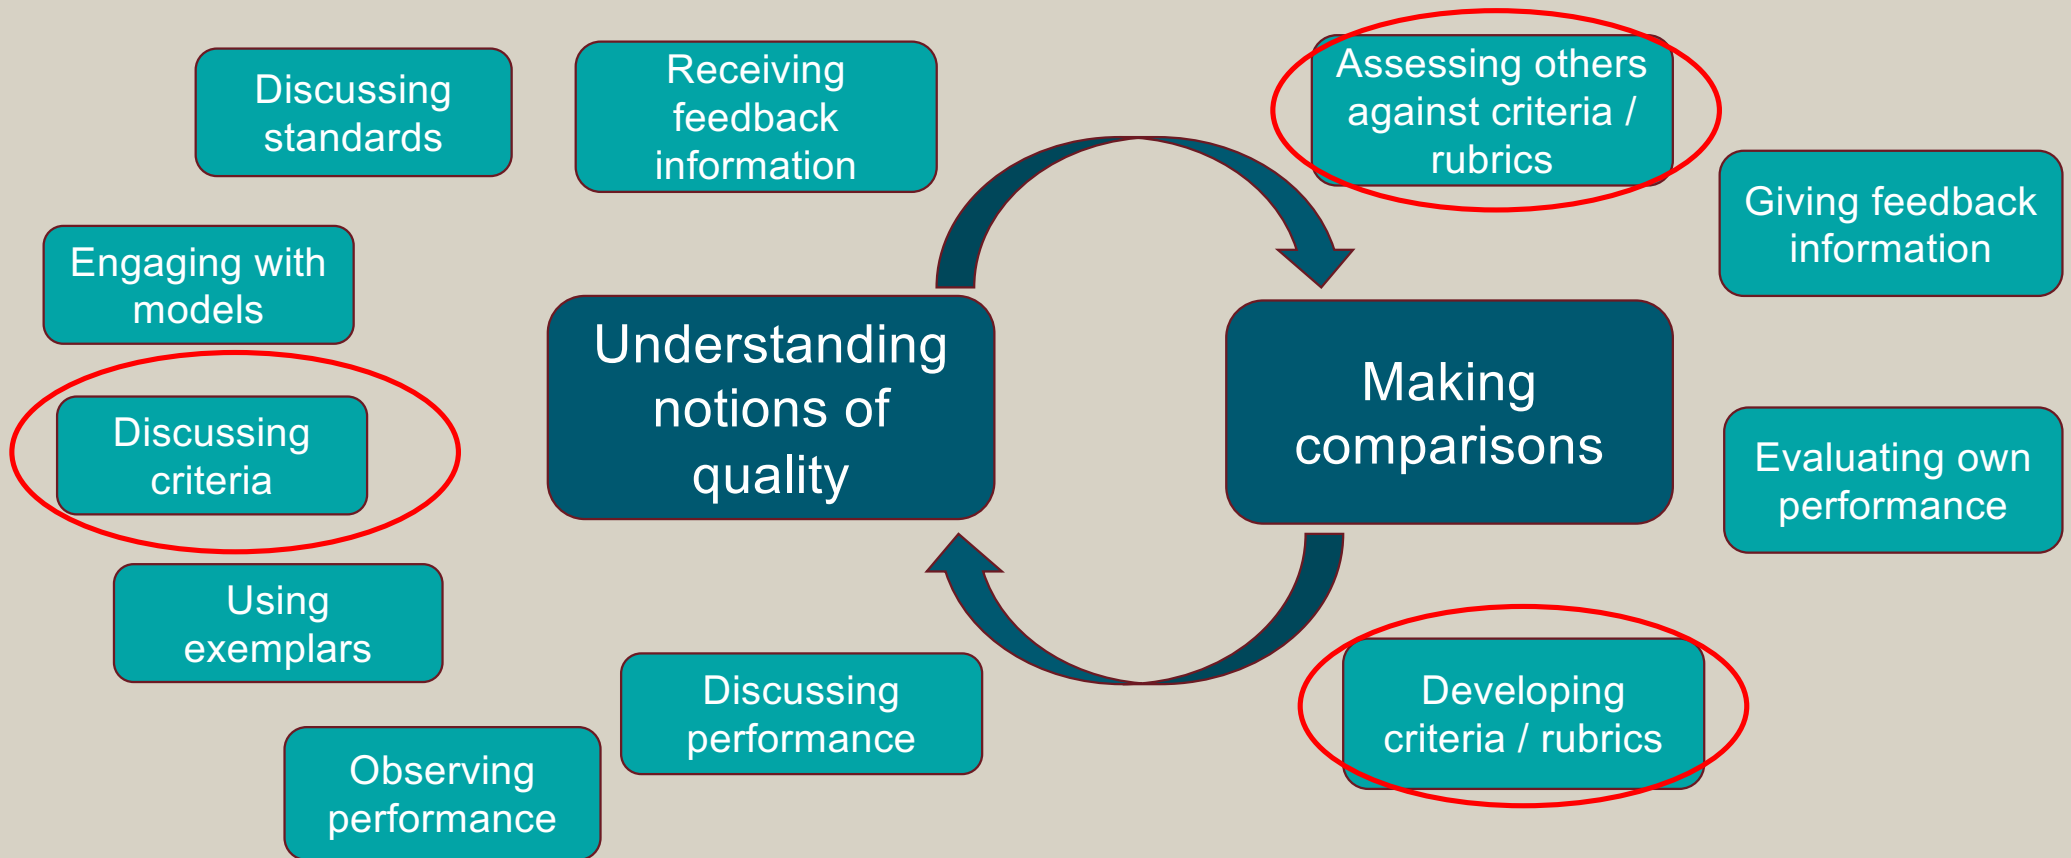 Discussing
standards
Receiving
feedback
information
Assessing others
against criteria /
rubrics
Giving feedback
information
Engaging with
models
Understanding
notions of
quality
Making
comparisons
Discussing
criteria
Evaluating own
performance
Using
exemplars
Discussing
performance
Developing
criteria / rubrics
Observing
performance